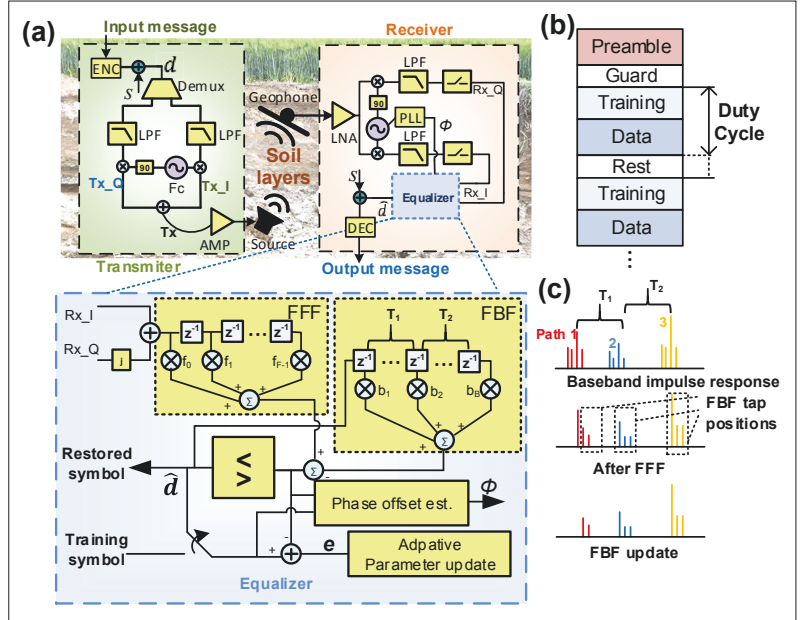 (a)
Input message
ENC
d
s
Demux
LPF
LPF
90
Fc
Tx_Q
Tx_I
Tx
AMP
Source
Transmiter
Geophone
Soil
layers
Receiver
LNA
90
LPF
Rx_Q
PLL
Φ
LPF
Rx_I
s
d̂
Equalizer
DEC
Output message
Rx_I
Rx_Q
j
FFF
z⁻¹
z⁻¹
z⁻¹
f₀
f₁
f_F-1
+
+
+
Σ
FBF
T₁
T₂
z⁻¹
z⁻¹
z⁻¹
b₁
b₂
b_B
+
+
+
Σ
Restored
symbol
d̂
<
>
+
Σ
-
Phase offset est.
Φ
Training
symbol
-
+
e
Adpative
Parameter update
Equalizer
(b)
Preamble
Guard
Training
Data
Rest
Training
Data
Duty
Cycle
(c)
T₁
T₂
Path 1
2
3
Baseband impulse response
FBF tap
positions
After FFF
FBF update